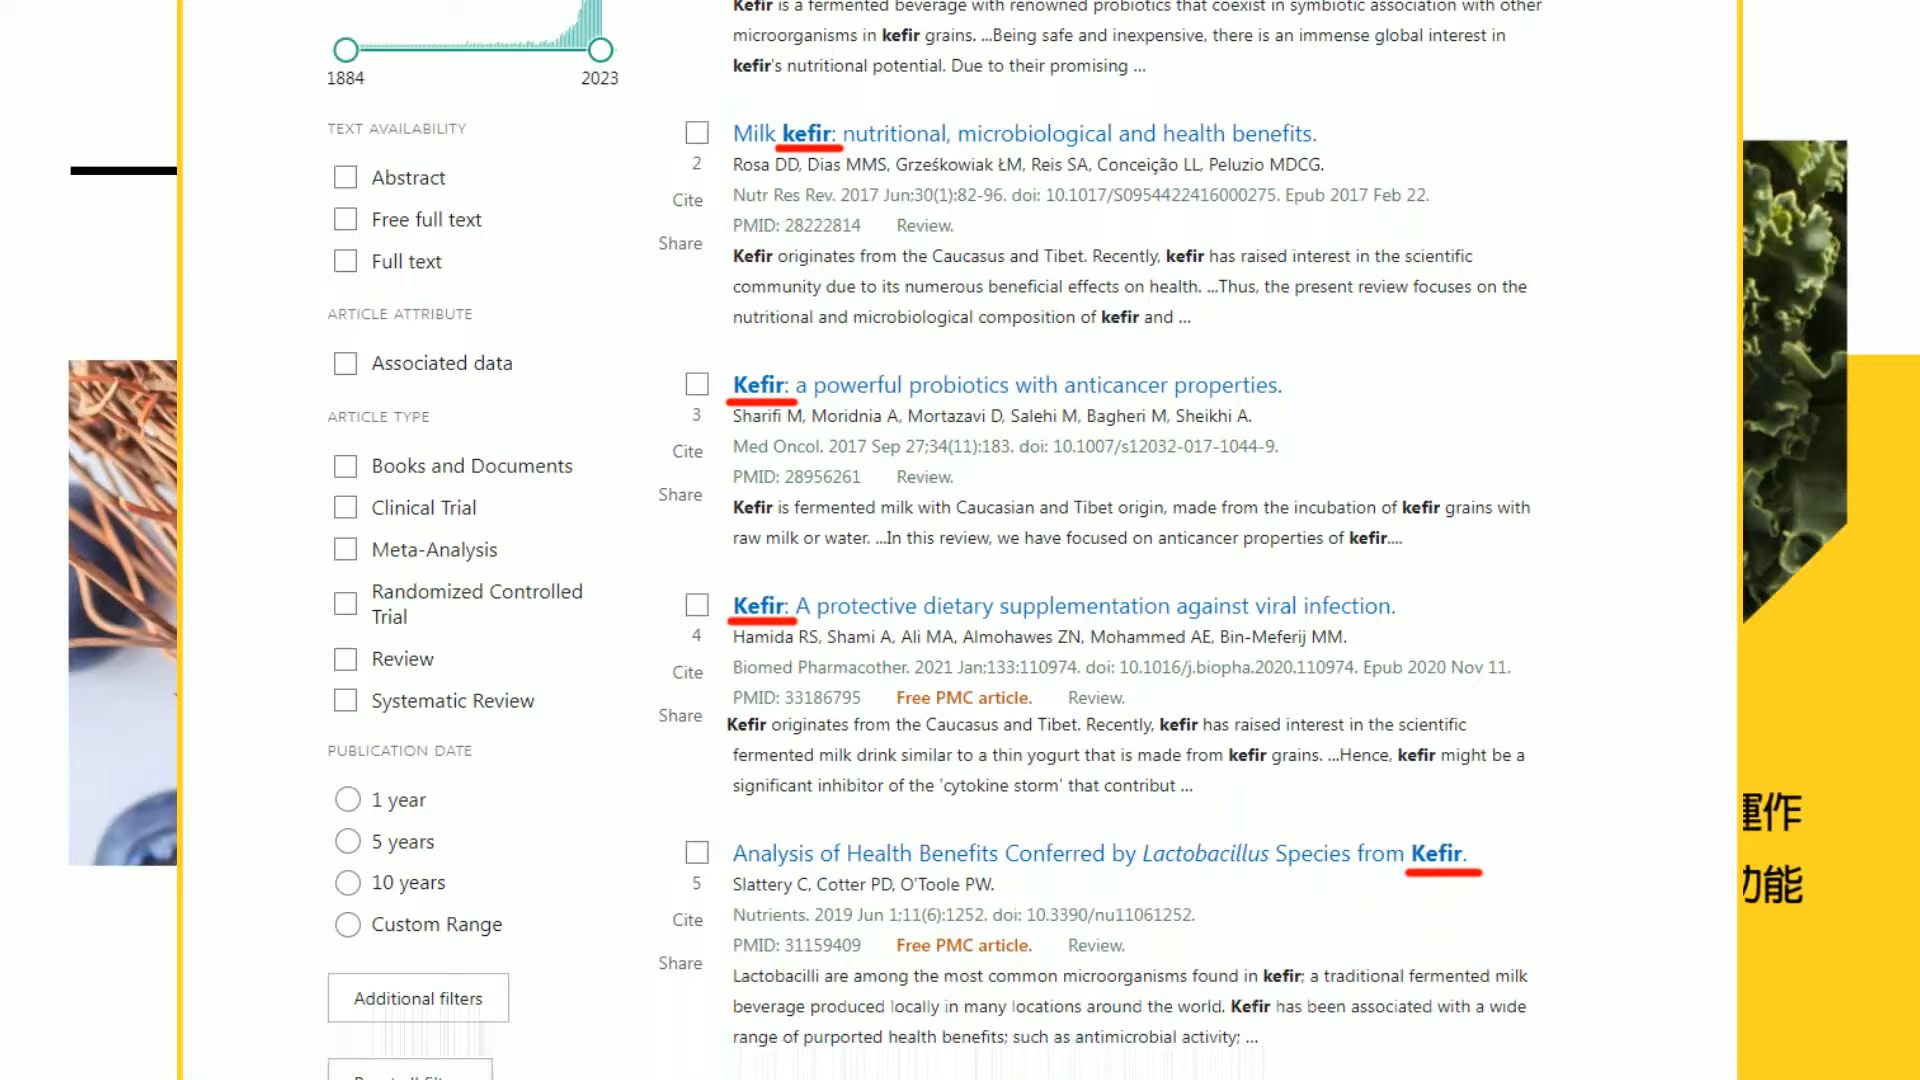 Kefir is a fermented beverage with renowned probiotics that coexist in symbiotic association with other
microorganisms in kefir grains. ...Being safe and inexpensive, there is an immense global interest in
kefir's nutritional potential. Due to their promising ...
1884
2023
TEXT AVAILABILITY
Abstract
Free full text
Full text
ARTICLE ATTRIBUTE
Associated data
ARTICLE TYPE
Books and Documents
Clinical Trial
Meta-Analysis
Randomized Controlled
Trial
Review
Systematic Review
PUBLICATION DATE
1 year
5 years
10 years
Custom Range
Additional filters
2
Cite
Share
Milk kefir: nutritional, microbiological and health benefits.
Rosa DD, Dias MMS, Grześkowiak ŁM, Reis SA, Conceição LL, Peluzio MDCG.
Nutr Res Rev. 2017 Jun;30(1):82-96. doi: 10.1017/S0954422416000275. Epub 2017 Feb 22.
PMID: 28222814 Review.
Kefir originates from the Caucasus and Tibet. Recently, kefir has raised interest in the scientific
community due to its numerous beneficial effects on health. ...Thus, the present review focuses on the
nutritional and microbiological composition of kefir and ...
3
Cite
Share
Kefir: a powerful probiotics with anticancer properties.
Sharifi M, Moridnia A, Mortazavi D, Salehi M, Bagheri M, Sheikhi A.
Med Oncol. 2017 Sep 27;34(11):183. doi: 10.1007/s12032-017-1044-9.
PMID: 28956261 Review.
Kefir is fermented milk with Caucasian and Tibet origin, made from the incubation of kefir grains with
raw milk or water. ...In this review, we have focused on anticancer properties of kefir....
4
Cite
Share
Kefir: A protective dietary supplementation against viral infection.
Hamida RS, Shami A, Ali MA, Almohawes ZN, Mohammed AE, Bin-Meferij MM.
Biomed Pharmacother. 2021 Jan;133:110974. doi: 10.1016/j.biopha.2020.110974. Epub 2020 Nov 11.
PMID: 33186795 Free PMC article. Review.
Kefir originates from the Caucasus and Tibet. Recently, kefir has raised interest in the scientific
fermented milk drink similar to a thin yogurt that is made from kefir grains. ...Hence, kefir might be a
significant inhibitor of the 'cytokine storm' that contribut ...
5
Cite
Share
Analysis of Health Benefits Conferred by Lactobacillus Species from Kefir.
Slattery C, Cotter PD, O'Toole PW.
Nutrients. 2019 Jun 1;11(6):1252. doi: 10.3390/nu11061252.
PMID: 31159409 Free PMC article. Review.
Lactobacilli are among the most common microorganisms found in kefir; a traditional fermented milk
beverage produced locally in many locations around the world. Kefir has been associated with a wide
range of purported health benefits; such as antimicrobial activity; ...
運作
功能